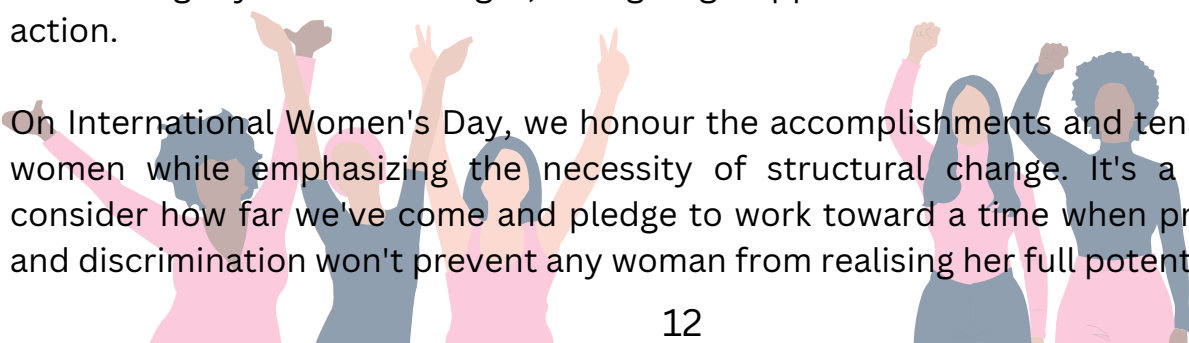 action.
On International Women's Day, we honour the accomplishments and
women while emphasizing the necessity of structural change. It's a
consider how far we've come and pledge to work toward a time when
and discrimination won't prevent any woman from realising her full
12